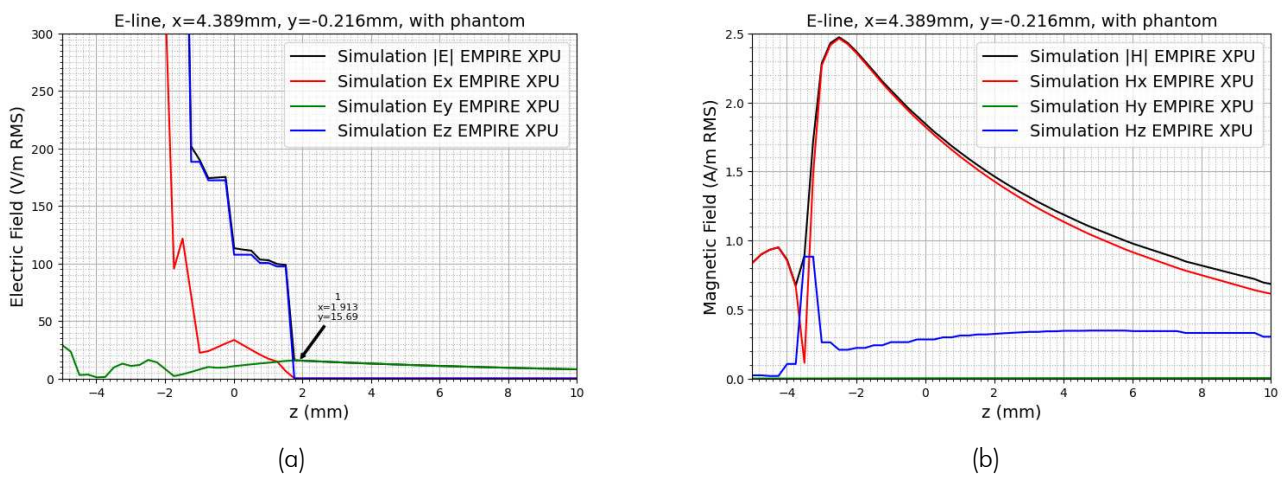 E-line, x=4.389mm, y=-0.216mm, with phantom
300
250
200
150
100
50
0
Electric Field (V/m RMS)
Simulation |E| EMPIRE XPU
Simulation Ex EMPIRE XPU
Simulation Ey EMPIRE XPU
Simulation Ez EMPIRE XPU
1
x=1.913
y=15.69
−4 −2 0 2 4 6 8 10
z (mm)
(a)
E-line, x=4.389mm, y=-0.216mm, with phantom
2.5
2.0
1.5
1.0
0.5
0.0
Magnetic Field (A/m RMS)
Simulation |H| EMPIRE XPU
Simulation Hx EMPIRE XPU
Simulation Hy EMPIRE XPU
Simulation Hz EMPIRE XPU
−4 −2 0 2 4 6 8 10
z (mm)
(b)